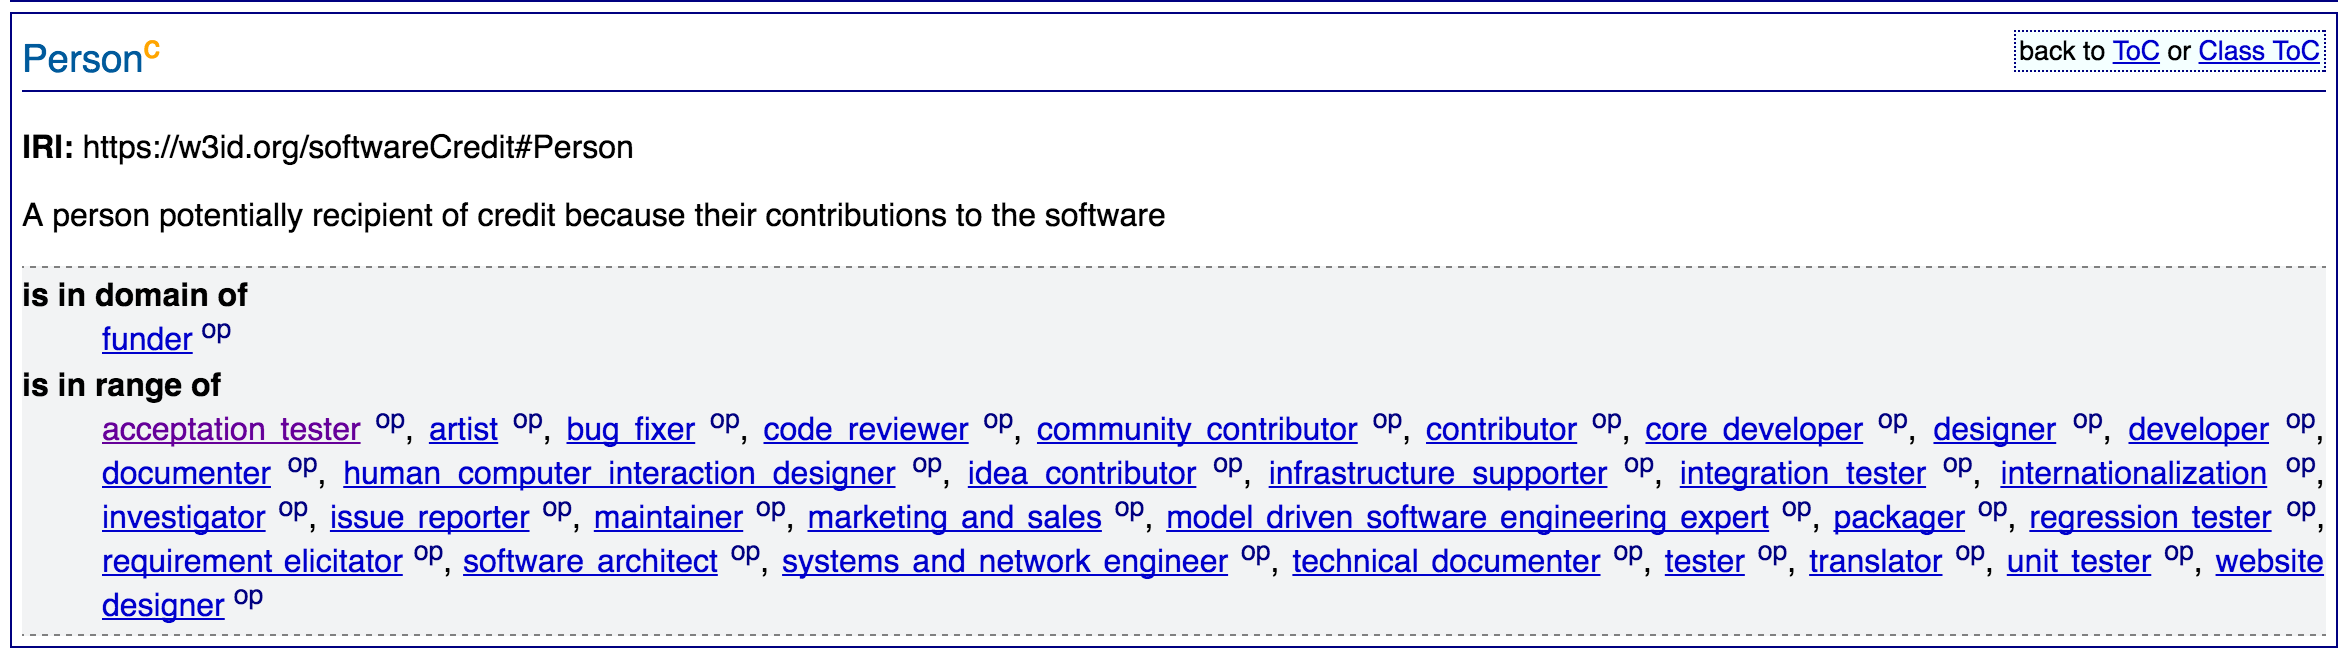 Personc
back to ToC or Class ToC
IRI: https://w3id.org/softwareCredit#Person
A person potentially recipient of credit because their contributions to the software
is in domain of
funder op
is in range of
acceptation tester op, artist op, bug fixer op, code reviewer op, community contributor op, contributor op, core developer op, designer op, developer op,
documenter op, human computer interaction designer op, idea contributor op, infrastructure supporter op, integration tester op, internationalization op,
investigator op, issue reporter op, maintainer op, marketing and sales op, model driven software engineering expert op, packager op, regression tester op,
requirement elicitator op, software architect op, systems and network engineer op, technical documenter op, tester op, translator op, unit tester op, website
designer op